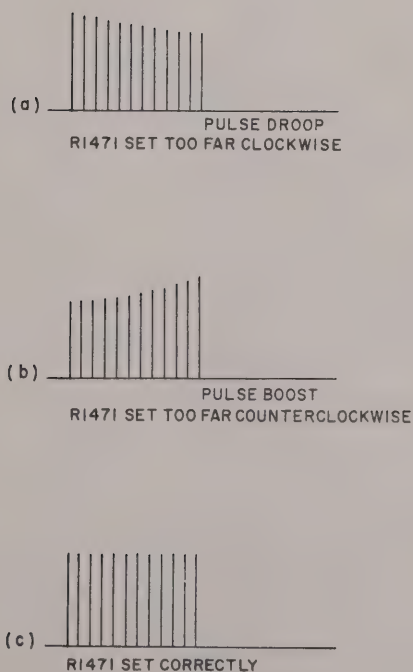 (a)
PULSE DROOP
R1471 SET TOO FAR CLOCKWISE
(b)
PULSE BOOST
R1471 SET TOO FAR COUNTERCLOCKWISE
(c)
R1471 SET CORRECTLY